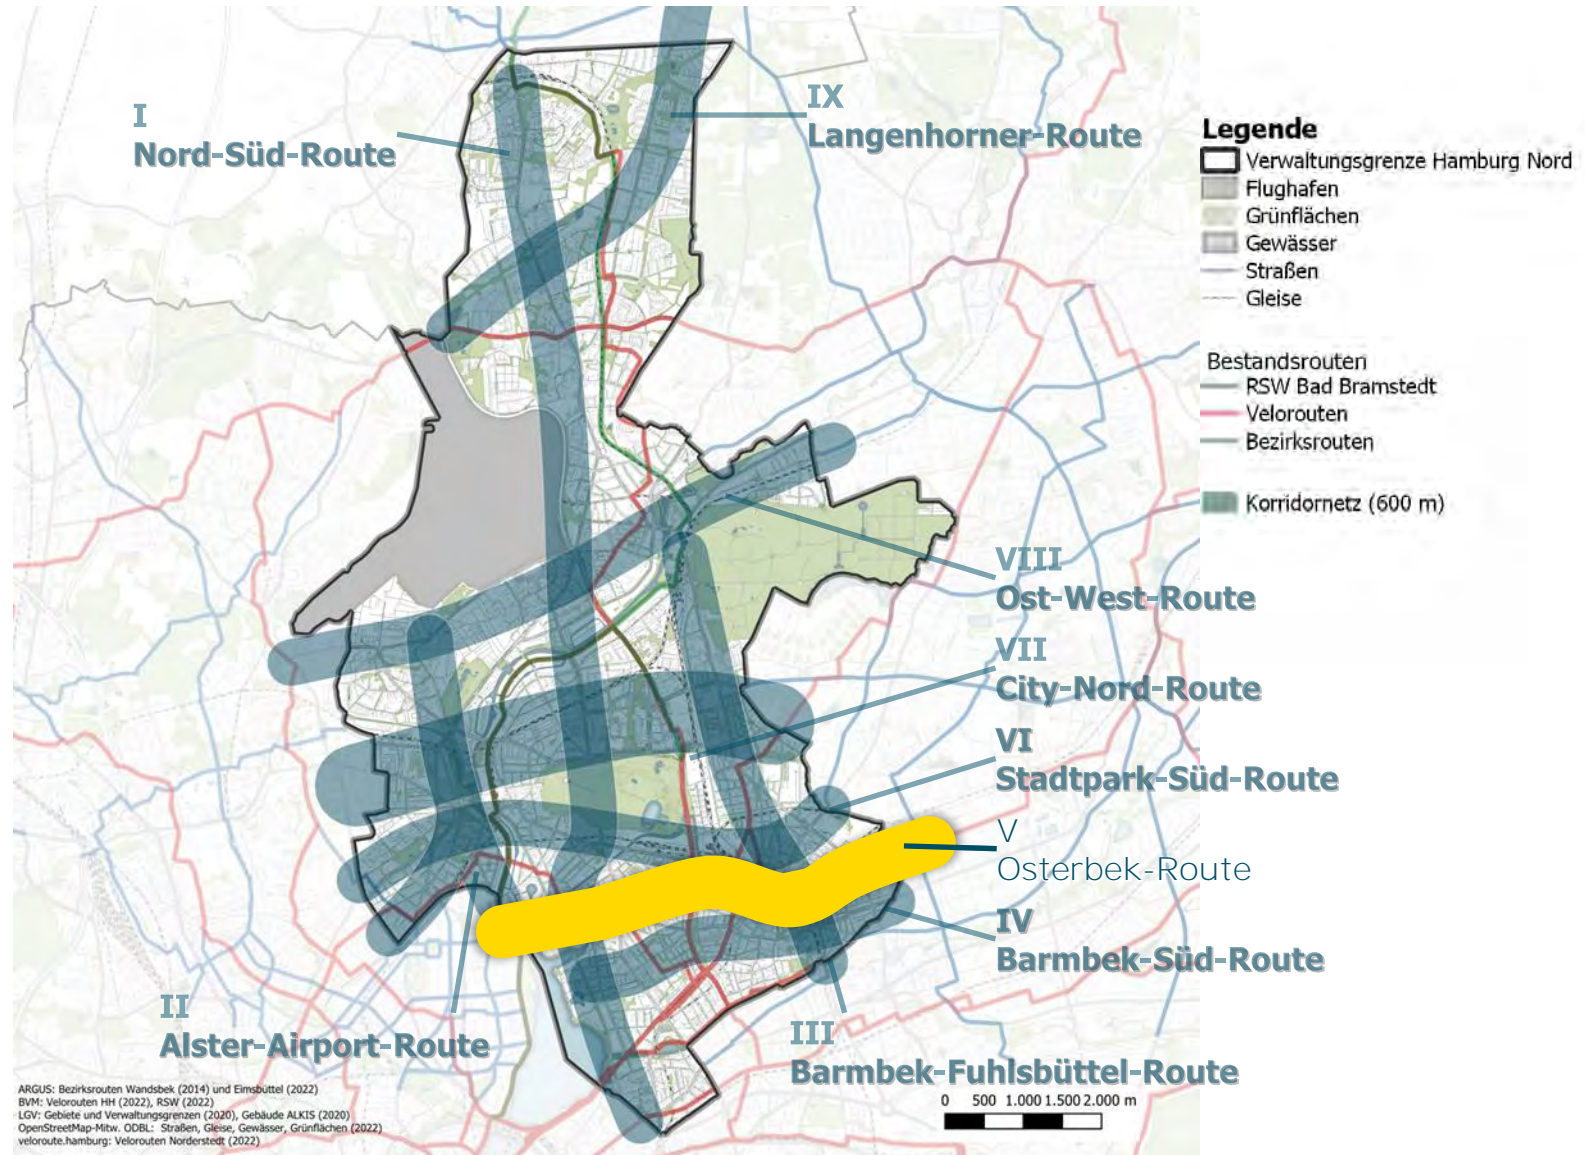 I
Nord-Süd-Route
IX
Langenhorner-Route
Legende
Verwaltungsgrenze Hamburg Nord
Flughafen
Grünflächen
Gewässer
Straßen
Gleise
Bestandsrouten
RSW Bad Bramstedt
Velorouten
Bezirksrouten
Korridornetz (600 m)
VIII
Ost-West-Route
VII
City-Nord-Route
VI
Stadtpark-Süd-Route
V
Osterbek-Route
IV
Barmbek-Süd-Route
II
Alster-Airport-Route
III
Barmbek-Fuhlsbüttel-Route
0 500 1.000 1.500 2.000 m
ARGUS: Bezirksrouten Wandsbek (2014) und Eimsbüttel (2022)
BVM: Velorouten HH (2022), RSW (2022)
LGV: Gebiete und Verwaltungsgrenzen (2020), Gebäude ALKIS (2020)
OpenStreetMap-Mitw. ODBL: Straßen, Gleise, Gewässer, Grünflächen (2022)
veloroute.hamburg: Velorouten Norderstedt (2022)